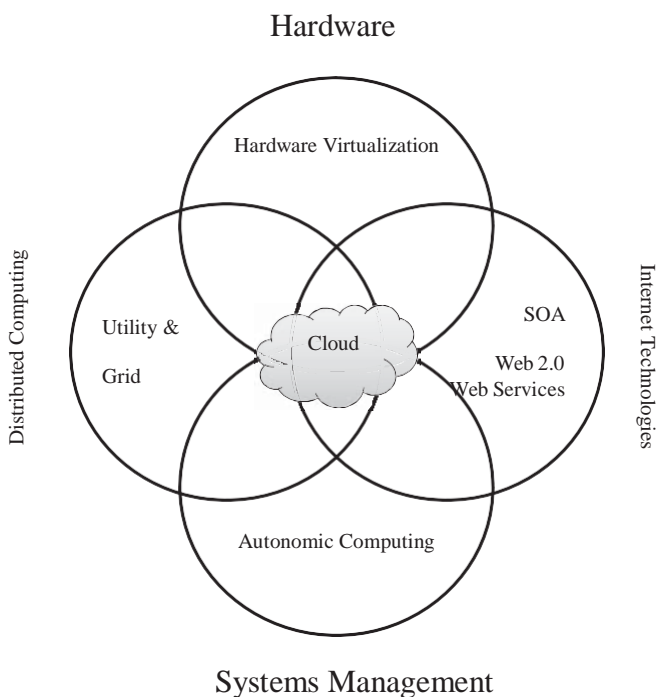 Hardware
Hardware Virtualization
Distributed Computing
Utility &
Grid
Cloud
SOA
Web 2.0
Web Services
Internet Technologies
Autonomic Computing
Systems Management